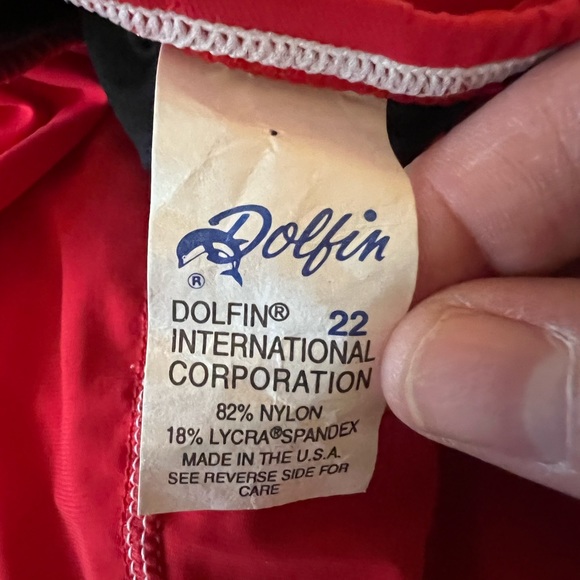 Dolfin
®
DOLFIN® 22
INTERNATIONAL
CORPORATION
82% NYLON
18% LYCRA®SPANDEX
MADE IN THE U.S.A.
SEE REVERSE SIDE FOR
CARE